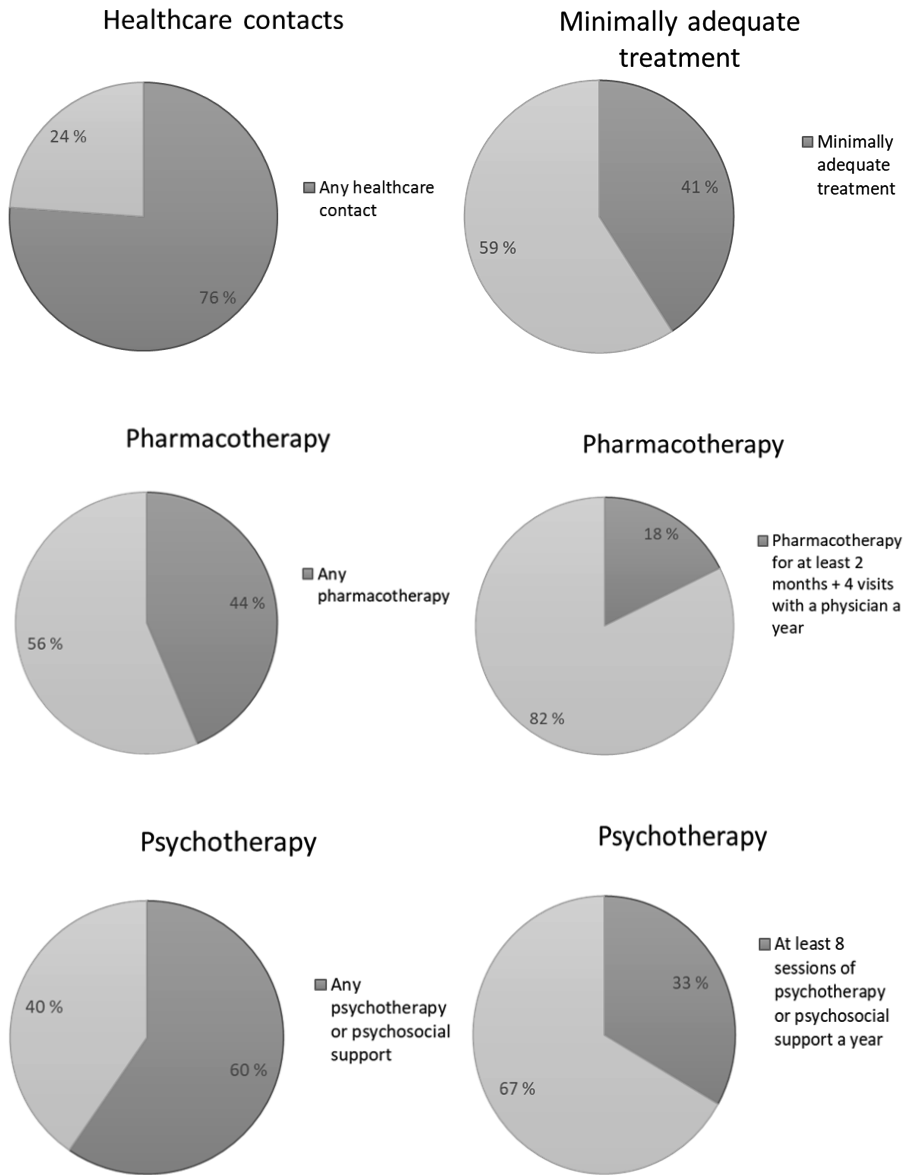 Healthcare contacts
24 %
76 %
Any healthcare
contact
Minimally adequate
treatment
41 %
59 %
Minimally
adequate
treatment
Pharmacotherapy
44 %
56 %
Any
pharmacotherapy
Pharmacotherapy
18 %
82 %
Pharmacotherapy
for at least 2
months + 4 visits
with a physician a
year
Psychotherapy
40 %
60 %
Any
psychotherapy
or psychosocial
support
Psychotherapy
33 %
67 %
At least 8
sessions of
psychotherapy
or psychosocial
support a year